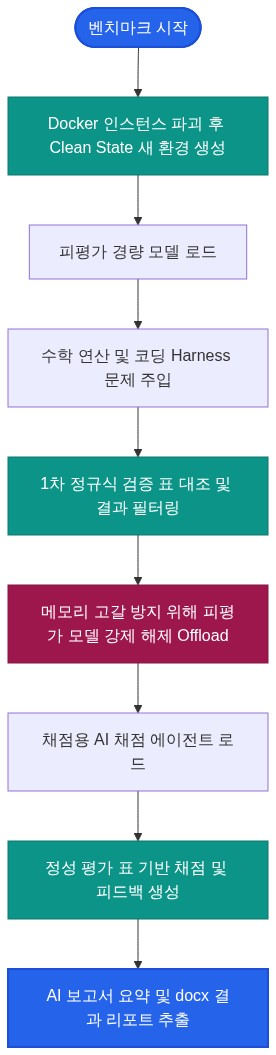 벤치마크 시작
Docker 인스턴스 파괴 후
Clean State 새 환경 생성
피평가 경량 모델 로드
수학 연산 및 코딩 Harness
문제 주입
1차 정규식 검증 표 대조 및
결과 필터링
메모리 고갈 방지 위해 피평
가 모델 강제 해제 Offload
채점용 AI 채점 에이전트 로
드
정성 평가 표 기반 채점 및
피드백 생성
AI 보고서 요약 및 docx 결
과 리포트 추출